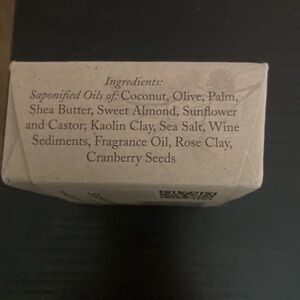 Ingredients:
Saponified Oils of: Coconut, Olive, Palm,
Shea Butter, Sweet Almond, Sunflower
and Castor; Kaolin Clay, Sea Salt, Wine
Sediments, Fragrance Oil, Rose Clay,
Cranberry Seeds